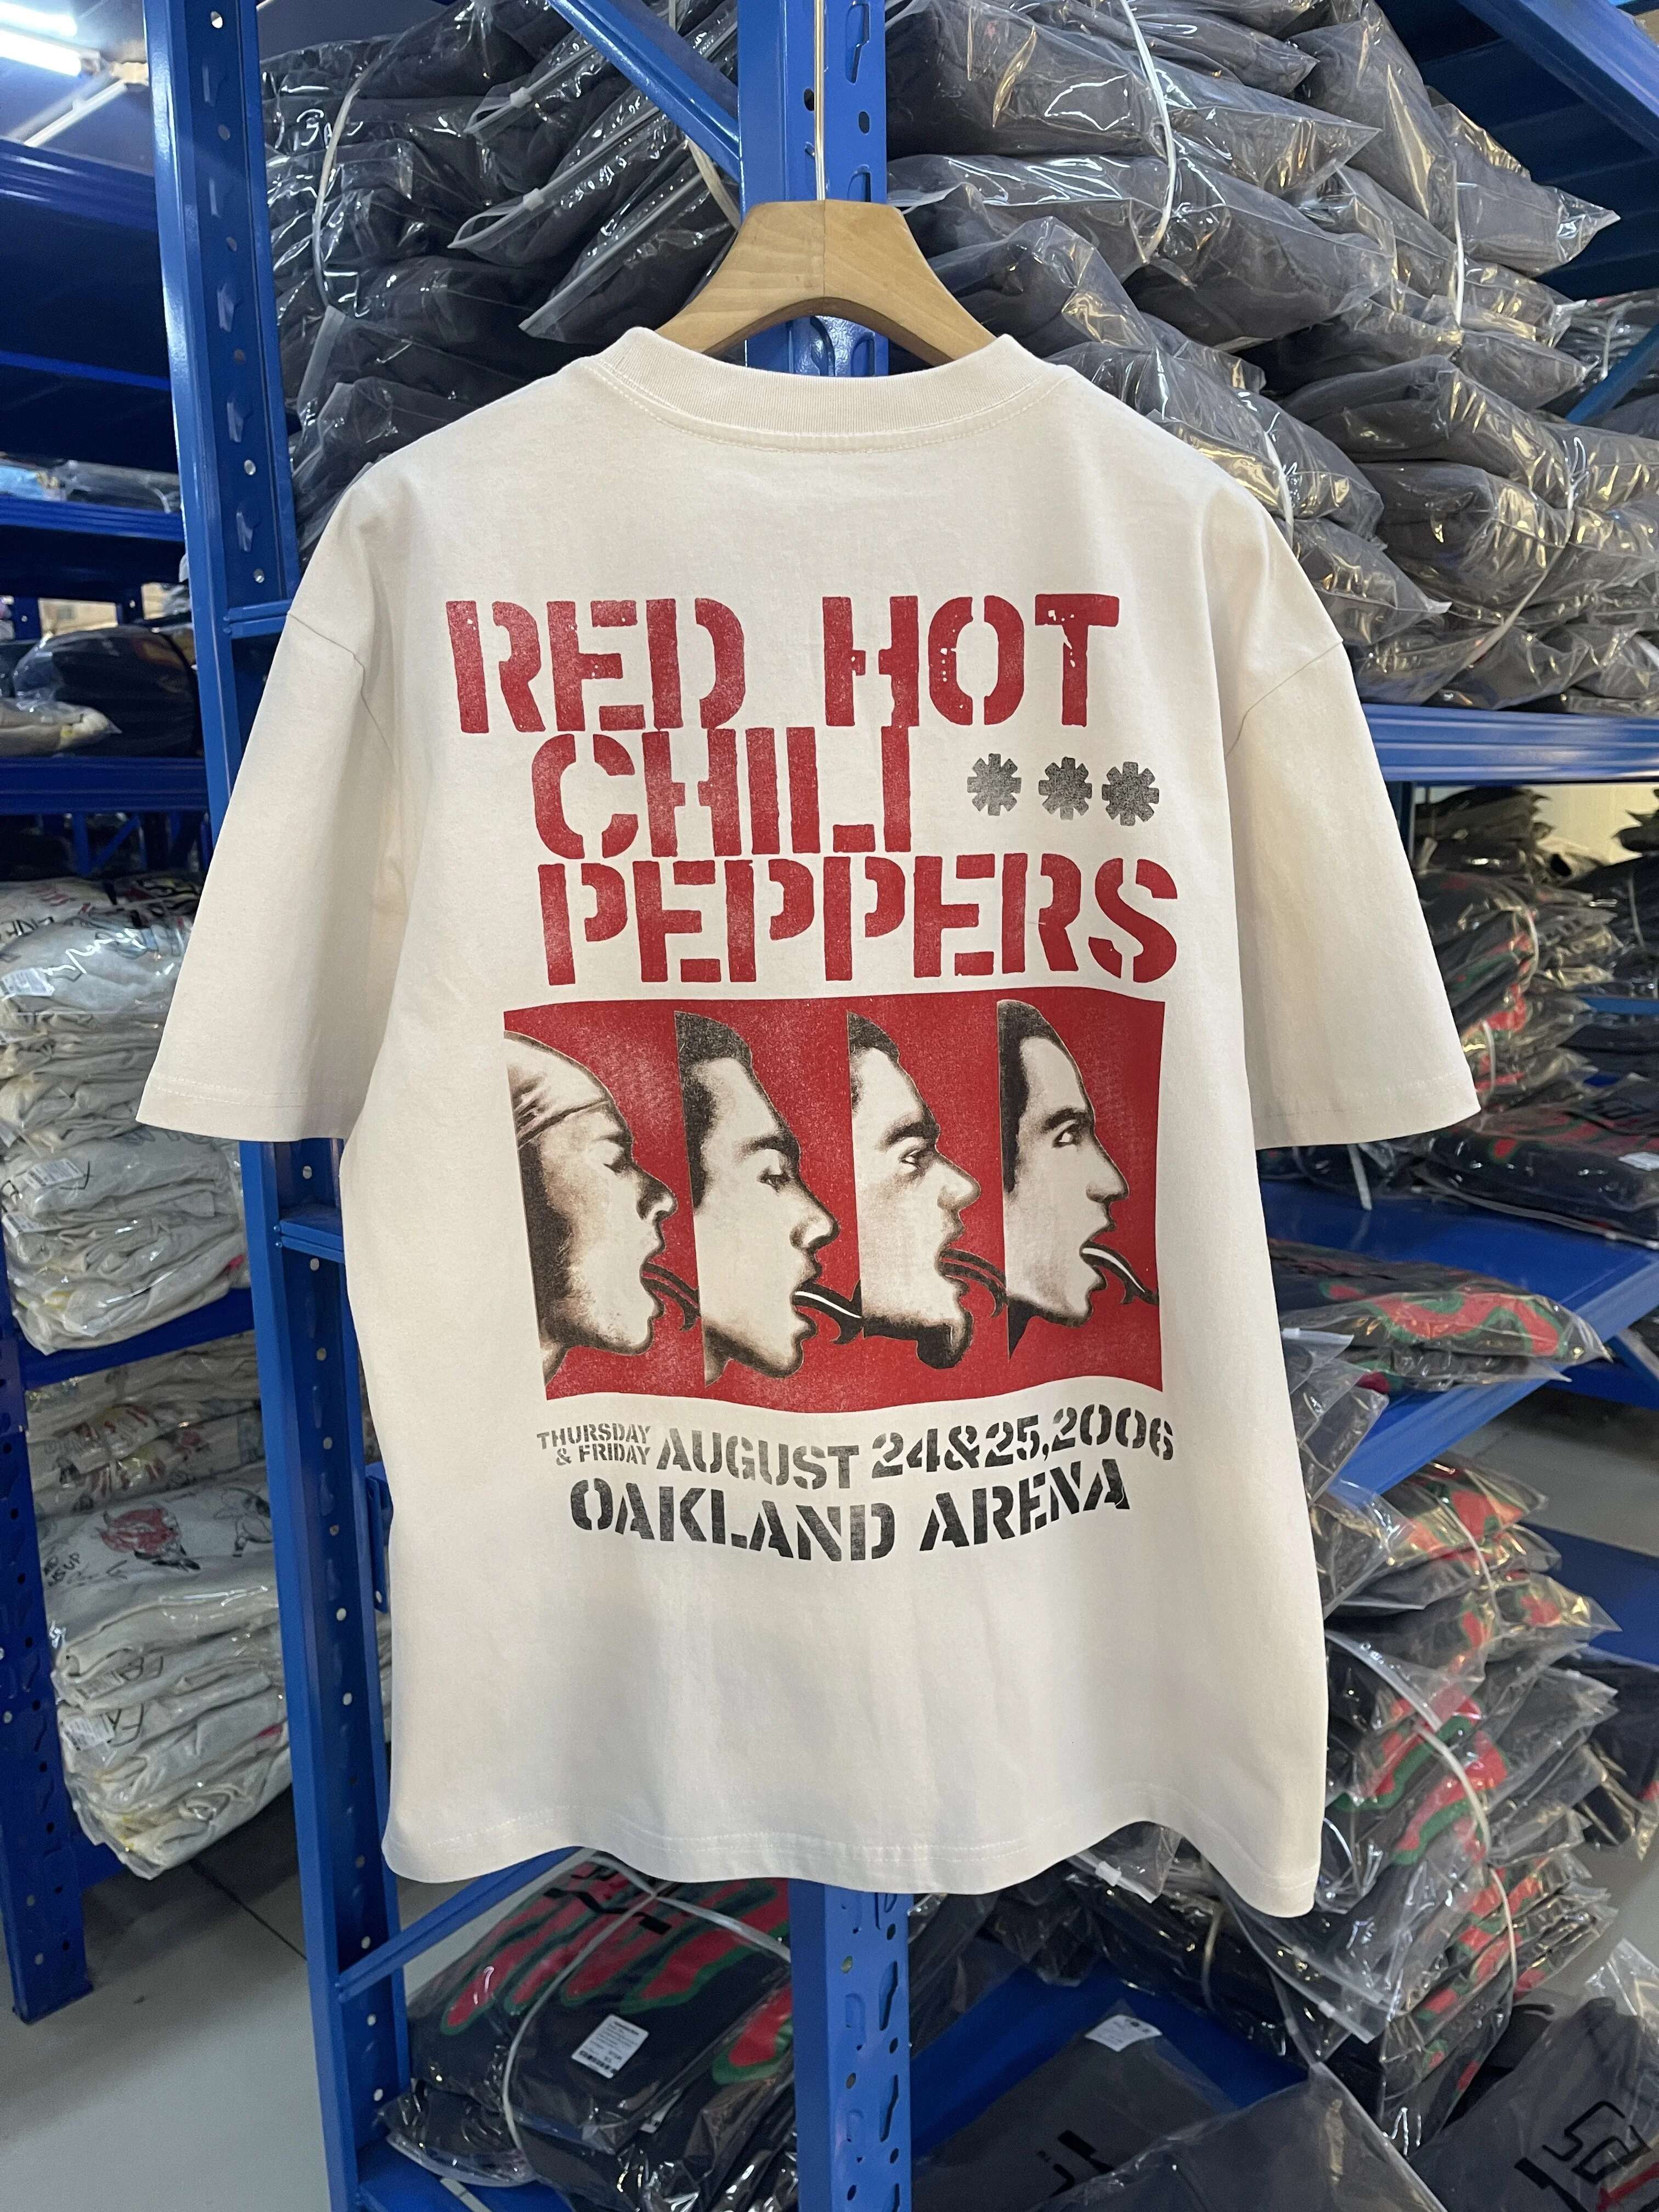 RED HOT
CHILI ***
PEPPERS
THURSDAY
& FRIDAY
AUGUST 24&25,2006
OAKLAND ARENA